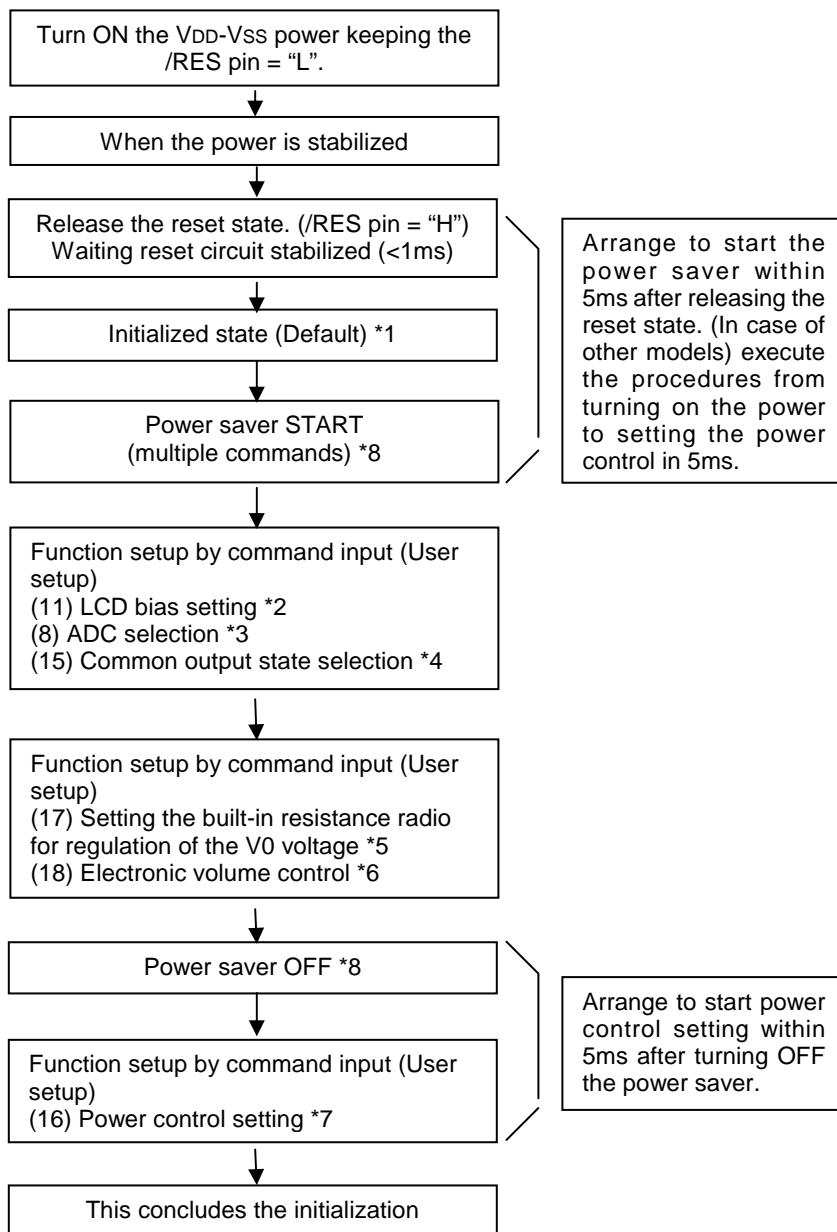 Turn ON the VDD-VSS power keeping the
/RES pin = “L”.
When the power is stabilized
Release the reset state. (/RES pin = “H”)
Waiting reset circuit stabilized (<1ms)
Initialized state (Default) *1
Power saver START
(multiple commands) *8
Arrange to start the
power saver within
5ms after releasing the
reset state. (In case of
other models) execute
the procedures from
turning on the power
to setting the power
control in 5ms.
Function setup by command input (User
setup)
(11) LCD bias setting *2
(8) ADC selection *3
(15) Common output state selection *4
Function setup by command input (User
setup)
(17) Setting the built-in resistance radio
for regulation of the V0 voltage *5
(18) Electronic volume control *6
Power saver OFF *8
Function setup by command input (User
setup)
(16) Power control setting *7
Arrange to start power
control setting within
5ms after turning OFF
the power saver.
This concludes the initialization